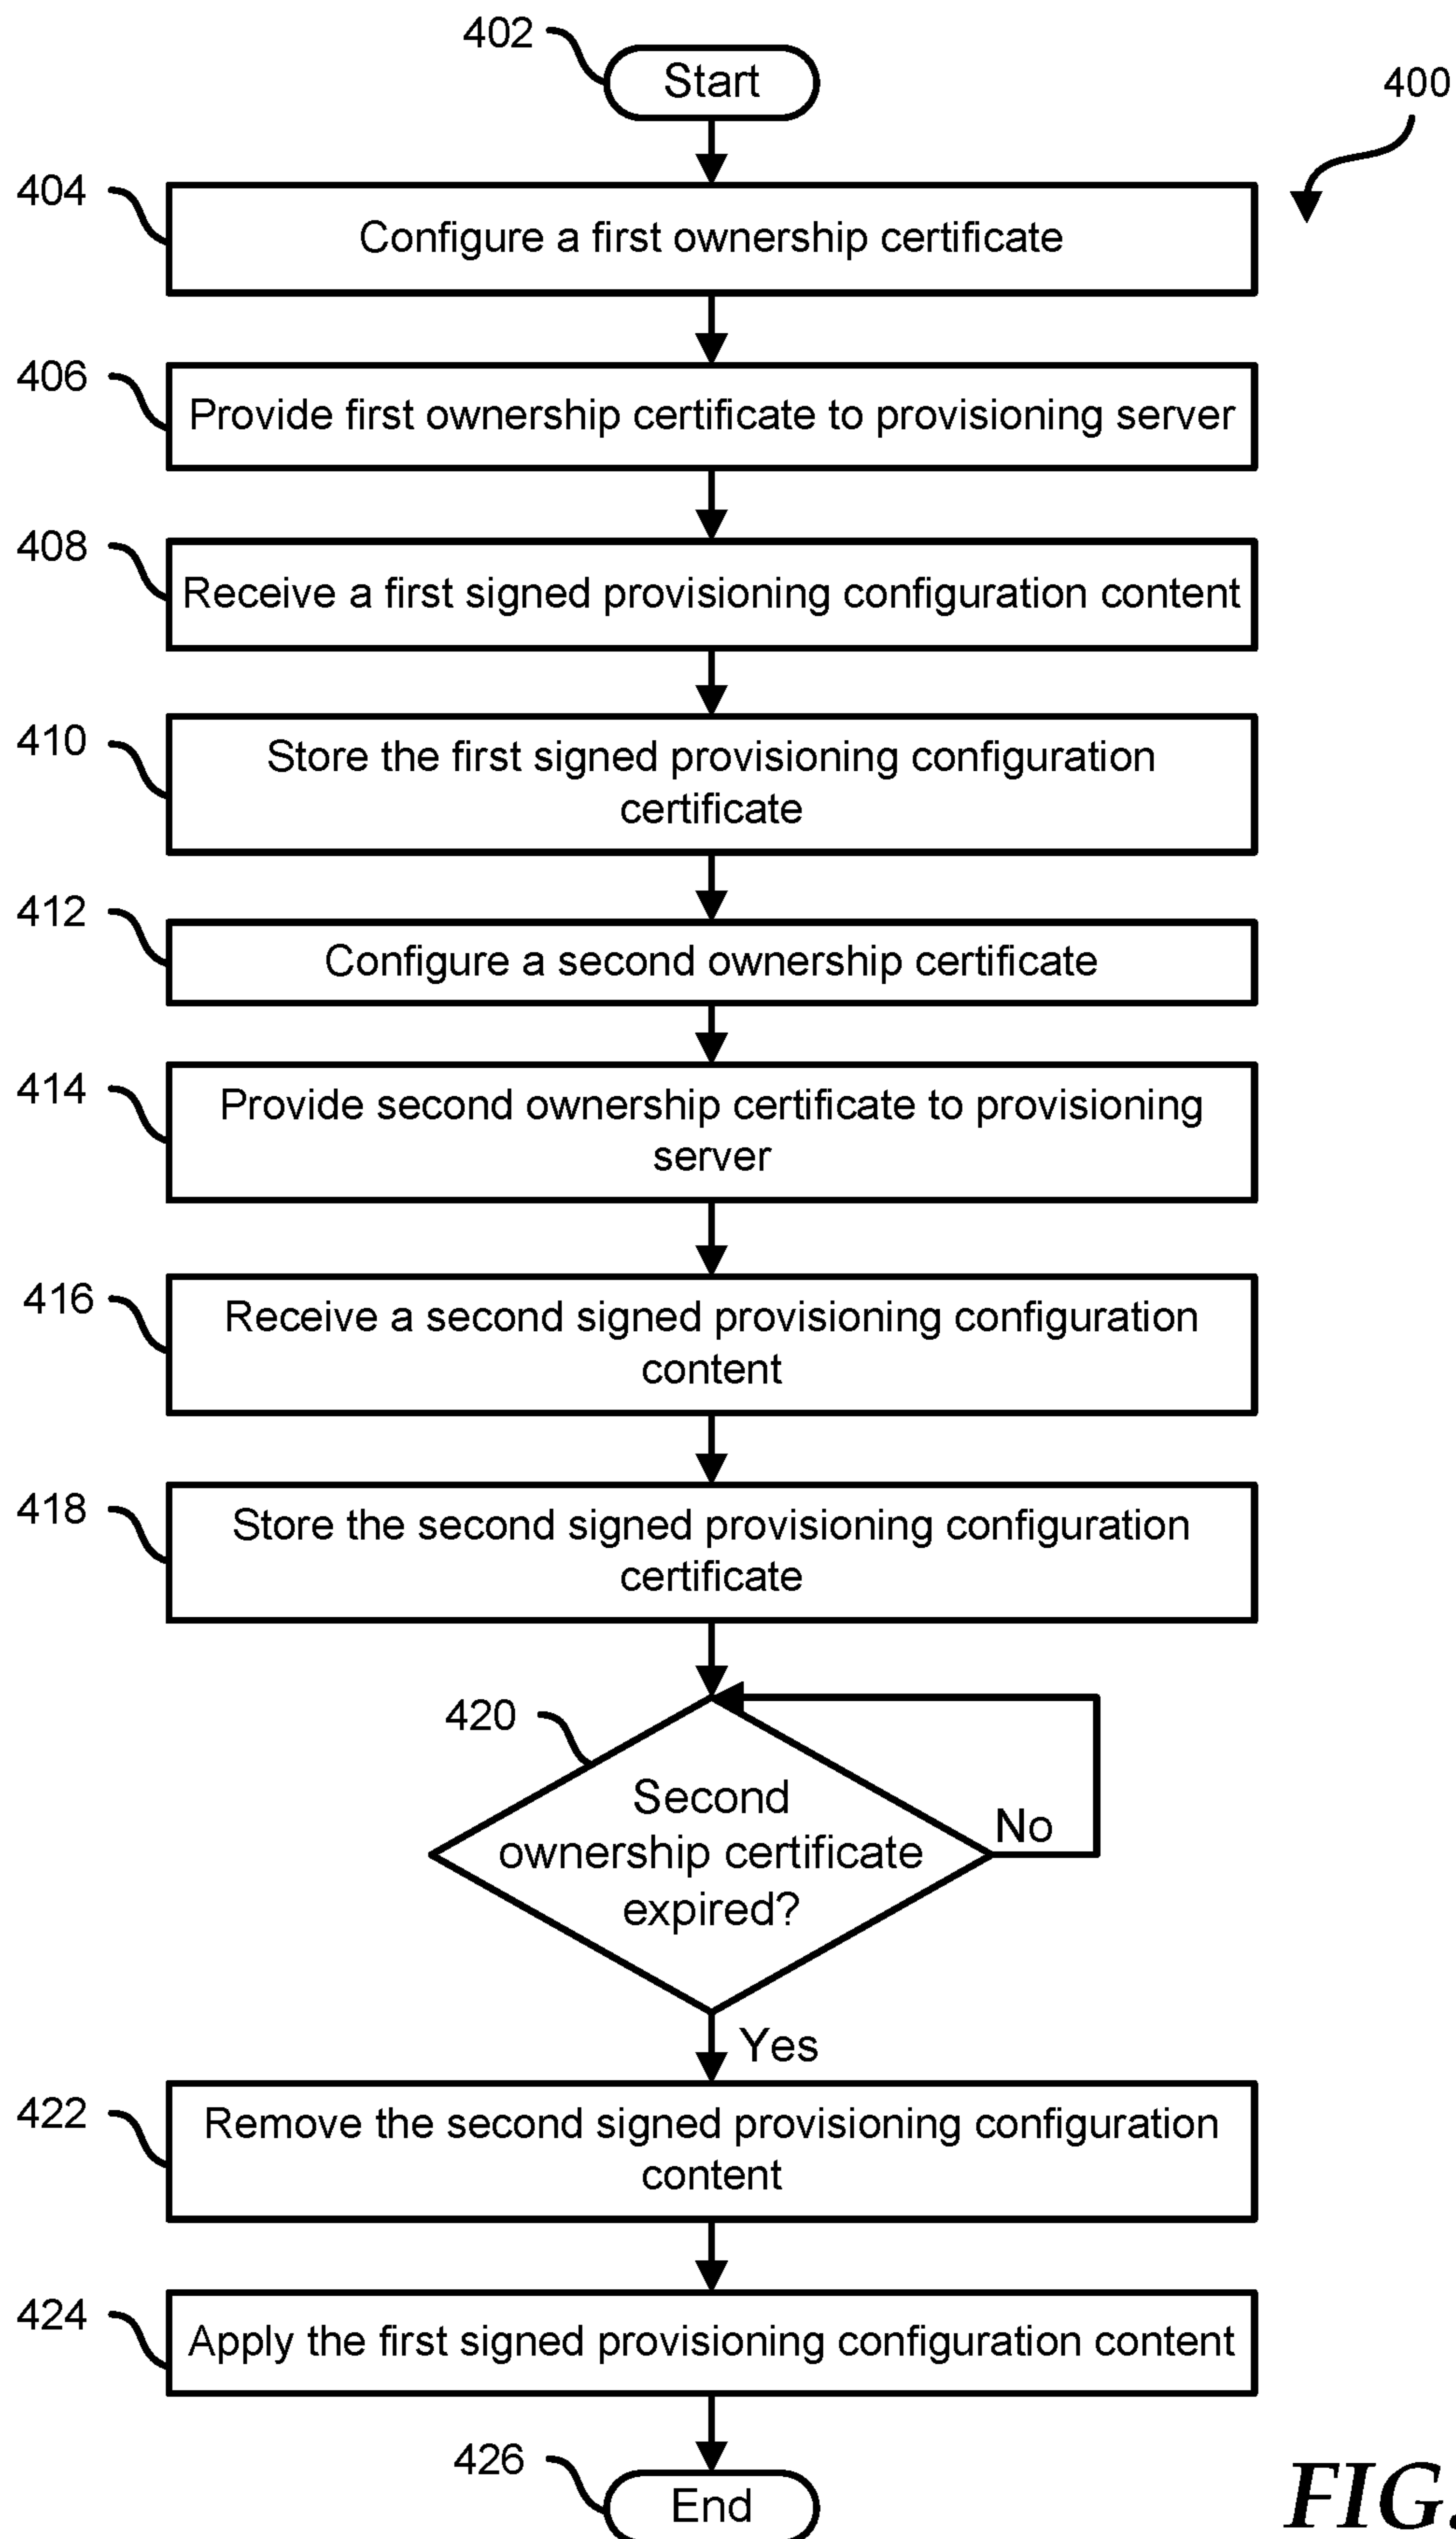 402
Start
400
404
Configure a first ownership certificate
406
Provide first ownership certificate to provisioning server
408
Receive a first signed provisioning configuration content
410
Store the first signed provisioning configuration
certificate
412
Configure a second ownership certificate
414
Provide second ownership certificate to provisioning
server
416
Receive a second signed provisioning configuration
content
418
Store the second signed provisioning configuration
certificate
420
Second
ownership certificate
expired?
No
Yes
422
Remove the second signed provisioning configuration
content
424
Apply the first signed provisioning configuration content
426
End
FIG.